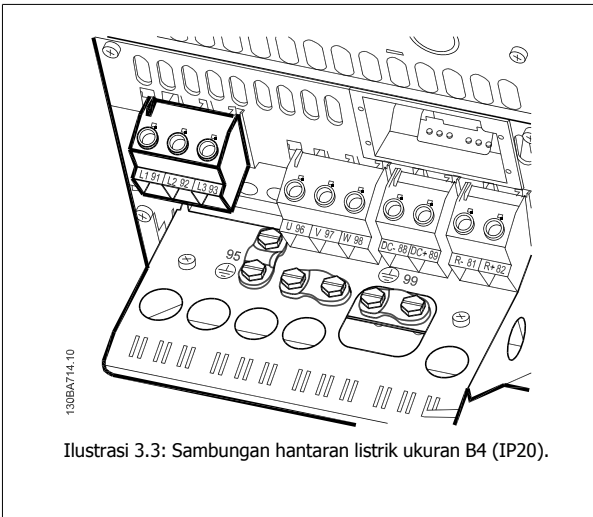 L1 91 L2 92 L3 93
U 96 V 97 W 98
DC- 88 DC+ 89
R- 81 R+ 82
95
99
130BA714.10
Ilustrasi 3.3: Sambungan hantaran listrik ukuran B4 (IP20).